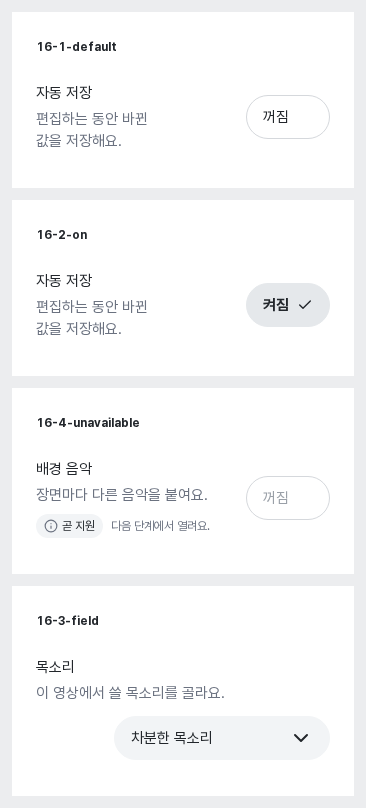 16-1-default
자동 저장
편집하는 동안 바뀐
값을 저장해요.
꺼짐
16-2-on
자동 저장
편집하는 동안 바뀐
값을 저장해요.
켜짐
16-4-unavailable
배경 음악
장면마다 다른 음악을 붙여요.
꺼짐
곧 지원 다음 단계에서 열려요.
16-3-field
목소리
이 영상에서 쓸 목소리를 골라요.
차분한 목소리